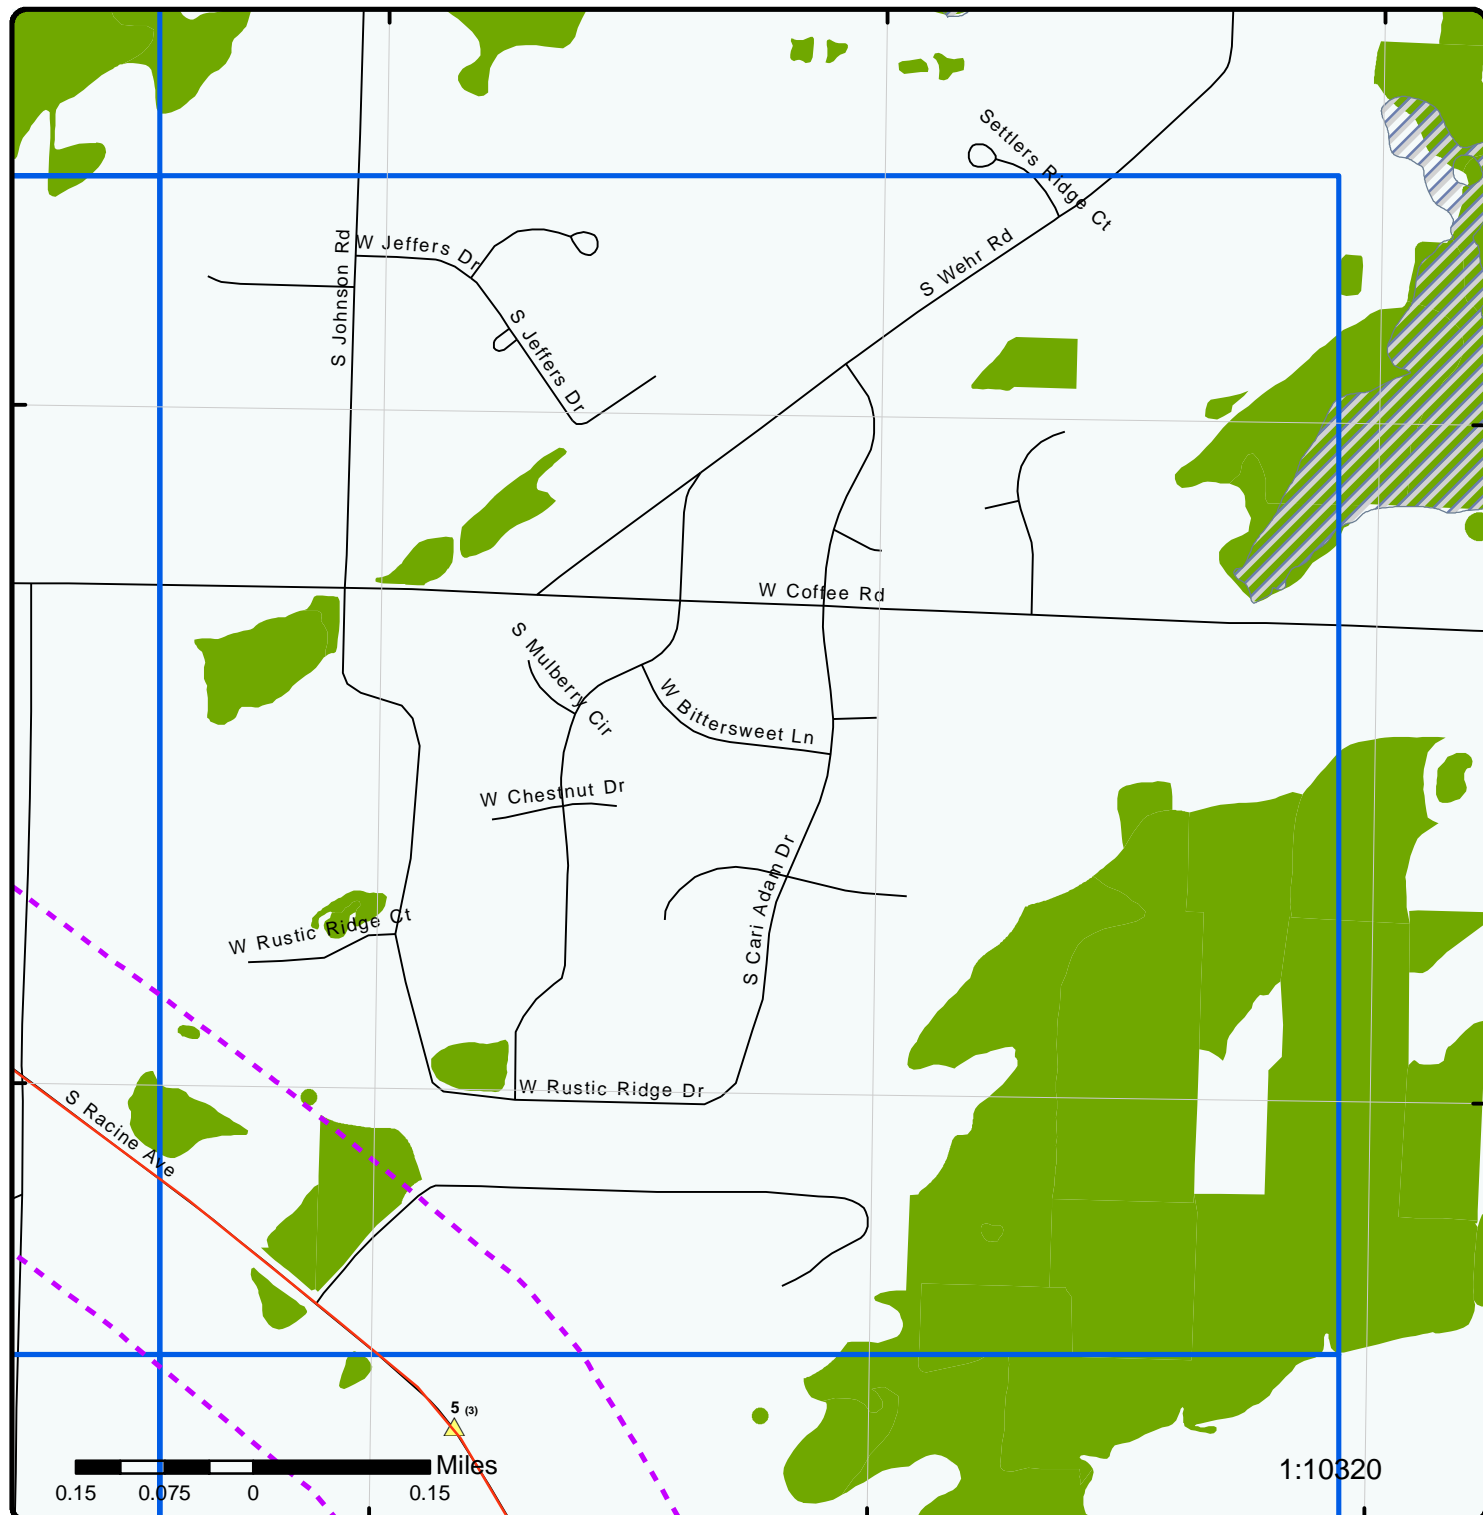 Settlers Ridge Ct
S Wehr Rd
W Jeffers Dr
S Johnson Rd
S Jeffers Dr
W Coffee Rd
S Mulberry Cir
W Bittersweet Ln
W Chestnut Dr
S Cari Adam Dr
W Rustic Ridge Ct
W Rustic Ridge Dr
S Racine Ave
5 (3)
Miles
0.15 0.075 0 0.15
1:10320